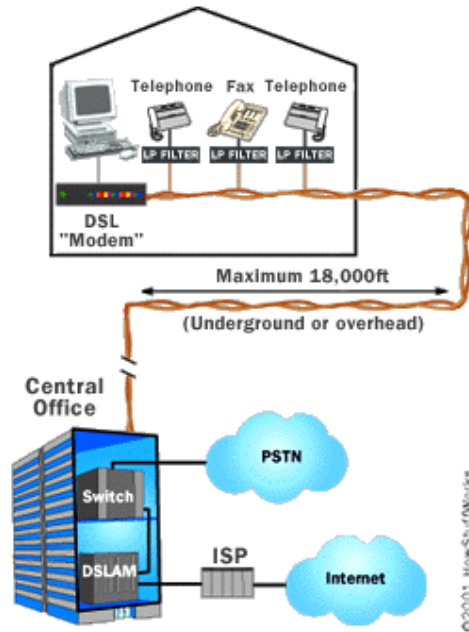 Telephone Fax Telephone
LP FILTER LP FILTER LP FILTER
DSL
"Modem"
Maximum 18,000ft
(Underground or overhead)
Central
Office
PSTN
Switch
ISP
DSLAM
Internet
©2001 HowStuffWorks